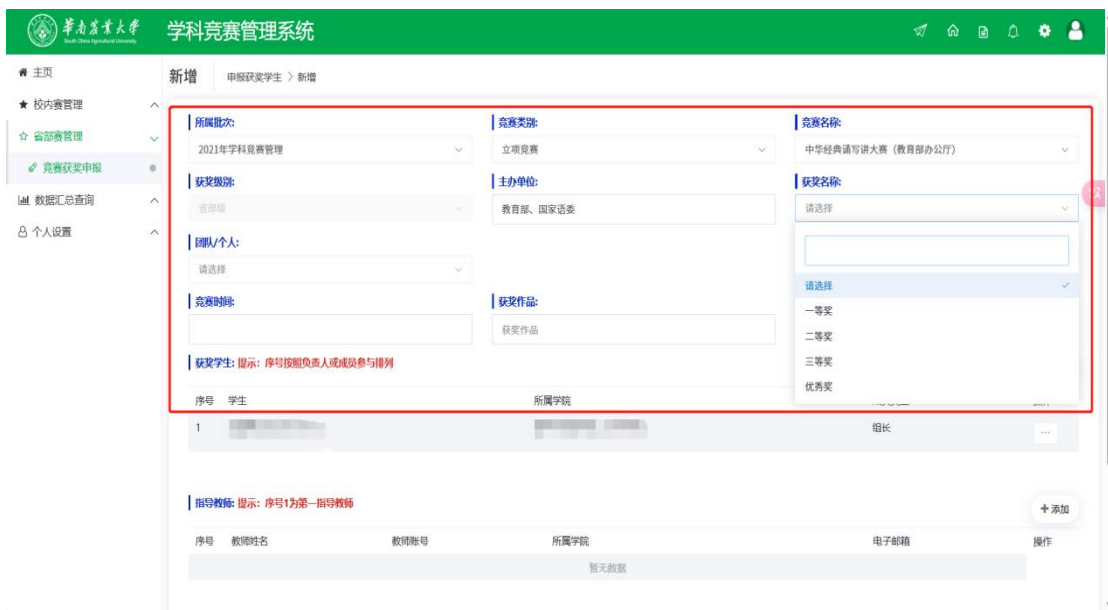 華南農業大學
South China Agricultural University
学科竞赛管理系统
主页
校内赛管理
省部赛管理
竞赛获奖申报
数据汇总查询
个人设置
新增 申报获奖学生 〉新增
所属批次: 竞赛类别: 竞赛名称:
2021年学科竞赛管理 立项竞赛 中华经典诵写讲大赛（教育部办公厅）
获奖级别: 主办单位: 获奖名称:
省部级 教育部、国家语委 请选择
团队/个人:
请选择
请选择
一等奖
二等奖
三等奖
优秀奖
竞赛时间: 获奖作品:
获奖作品
获奖学生: 提示：序号按照负责人或成员参与排列
序号 学生 所属学院
1 组长 ...
指导教师: 提示：序号1为第一指导教师
+ 添加
序号 教师姓名 教师账号 所属学院 电子邮箱 操作
暂无数据